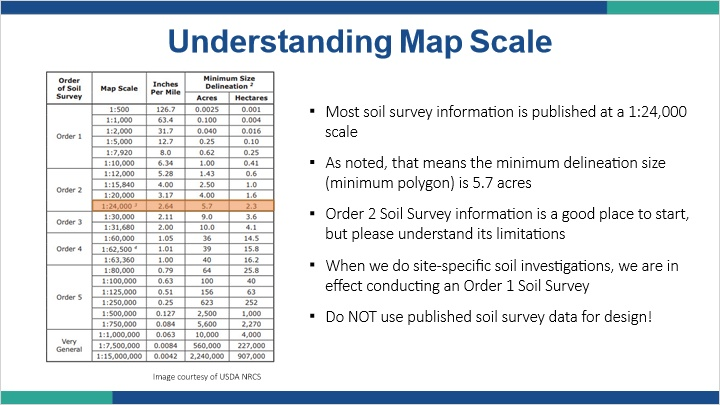 Understanding Map Scale
Order of Soil Survey | Map Scale | Inches Per Mile | Minimum Size Delineation 2
Acres | Hectares
Order 1
1:500 126.7 0.0025 0.001
1:1,000 63.4 0.100 0.004
1:2,000 31.7 0.040 0.016
1:5,000 12.7 0.25 0.10
1:7,920 8.0 0.62 0.25
1:10,000 6.34 1.00 0.41
Order 2
1:12,000 5.28 1.43 0.6
1:15,840 4.00 2.50 1.0
1:20,000 3.17 4.00 1.6
1:24,000 3 2.64 5.7 2.3
Order 3
1:30,000 2.11 9.0 3.6
1:31,680 2.00 10.0 4.1
Order 4
1:60,000 1.05 36 14.5
1:62,500 4 1.01 39 15.8
1:63,360 1.00 40 16.2
Order 5
1:80,000 0.79 64 25.8
1:100,000 0.63 100 40
1:125,000 0.51 156 63
1:250,000 0.25 623 252
1:500,000 0.127 2,500 1,000
1:750,000 0.084 5,600 2,270
Very General
1:1,000,000 0.063 10,000 4,000
1:7,500,000 0.0084 560,000 227,000
1:15,000,000 0.0042 2,240,000 907,000
Image courtesy of USDA NRCS
▪ Most soil survey information is published at a 1:24,000
scale
▪ As noted, that means the minimum delineation size
(minimum polygon) is 5.7 acres
▪ Order 2 Soil Survey information is a good place to start,
but please understand its limitations
▪ When we do site-specific soil investigations, we are in
effect conducting an Order 1 Soil Survey
▪ Do NOT use published soil survey data for design!